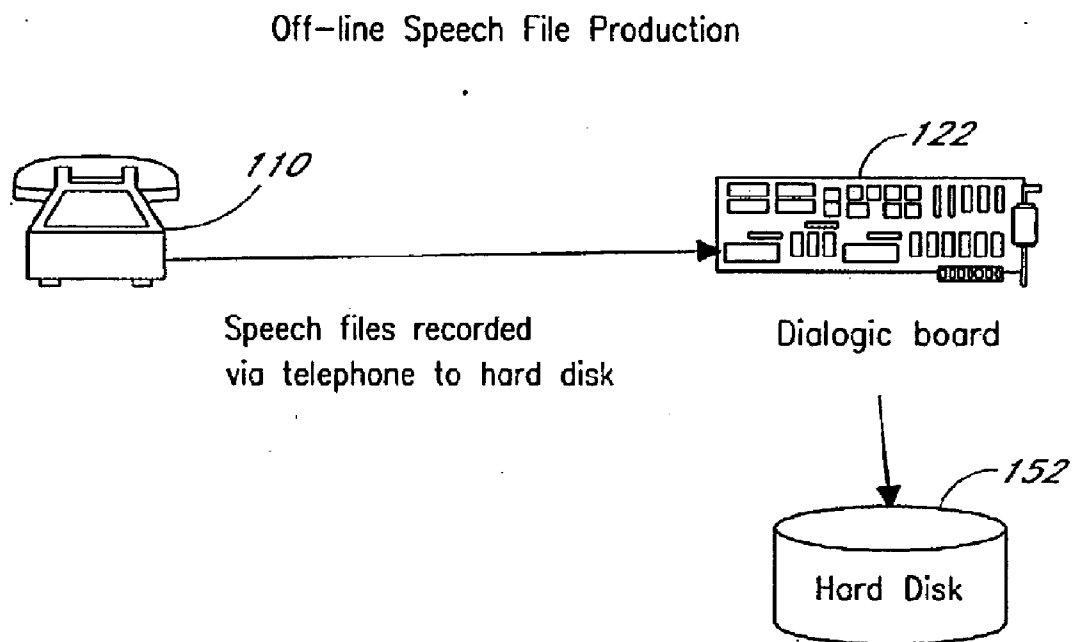 Off-line Speech File Production
110
122
Speech files recorded
via telephone to hard disk
Dialogic board
152
Hard Disk